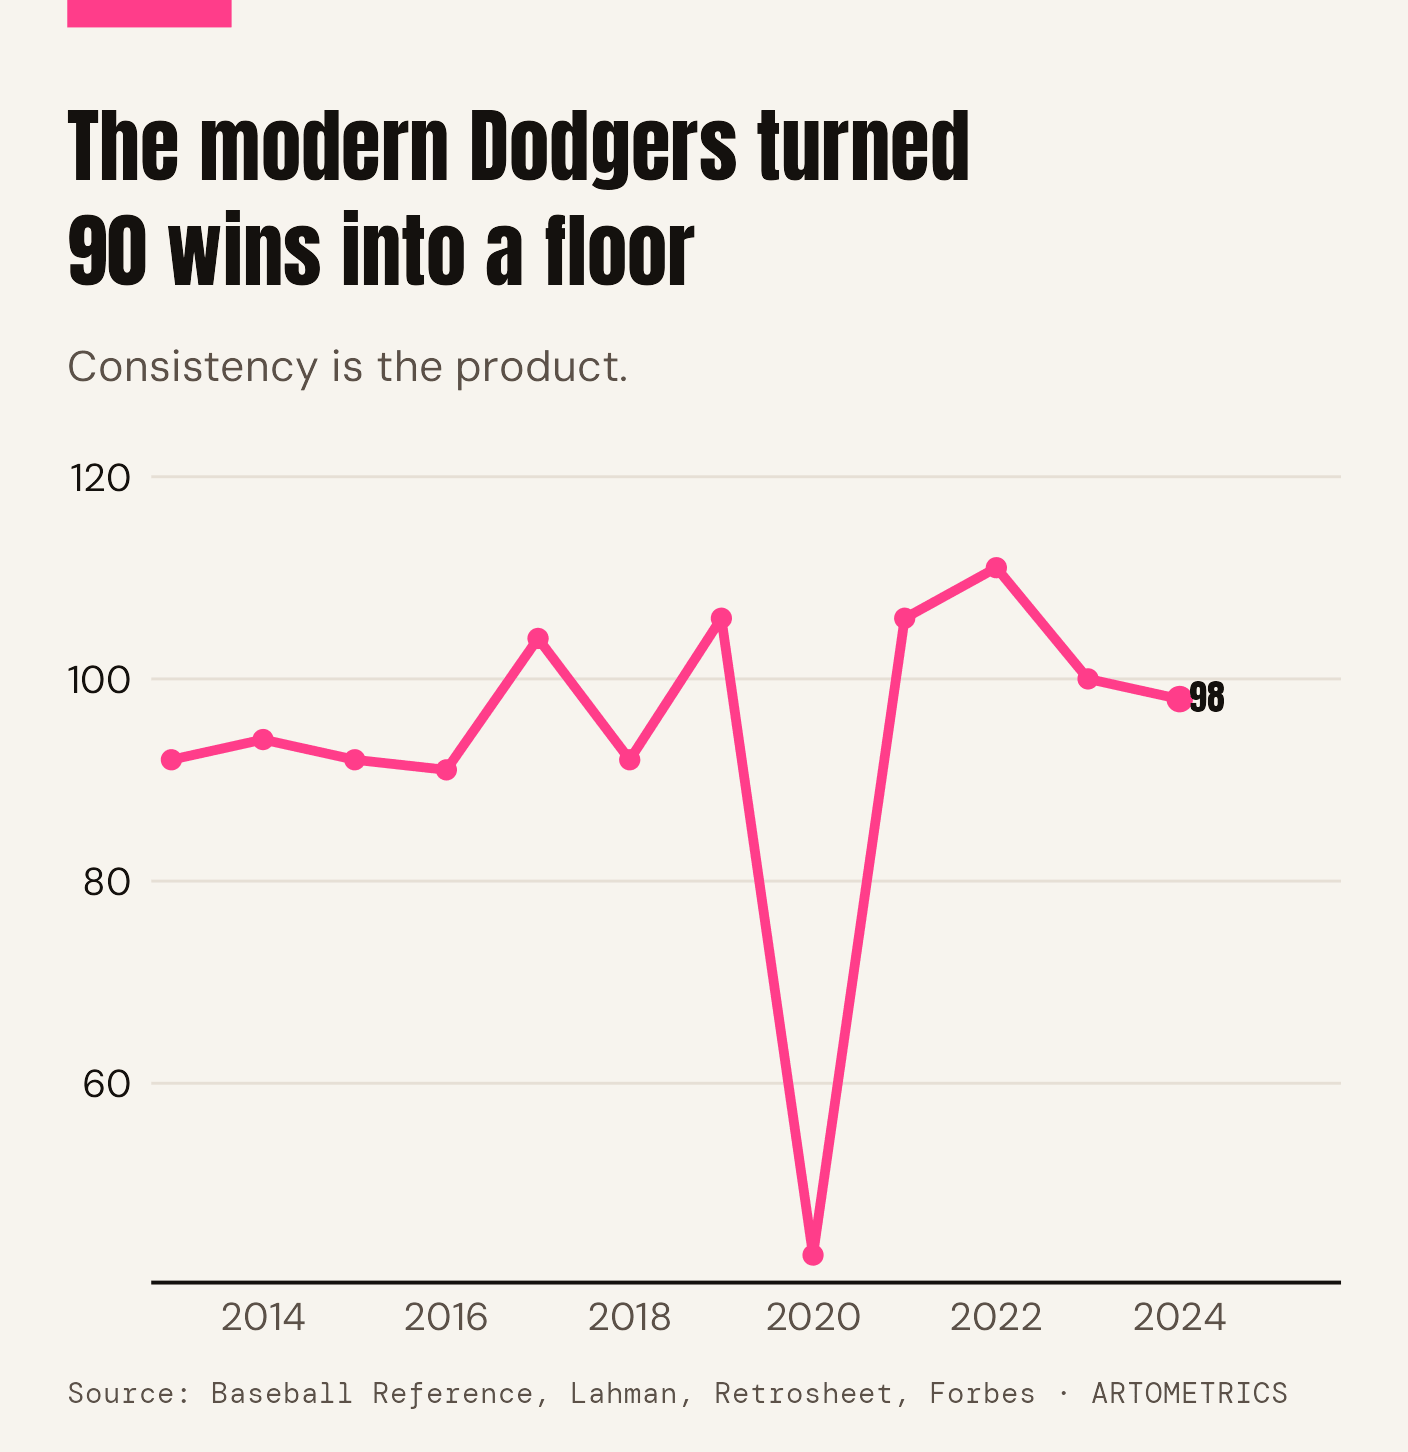 The modern Dodgers turned
90 wins into a floor
Consistency is the product.
120
100
98
80
60
2014 2016 2018 2020 2022 2024
Source: Baseball Reference, Lahman, Retrosheet, Forbes · ARTOMETRICS